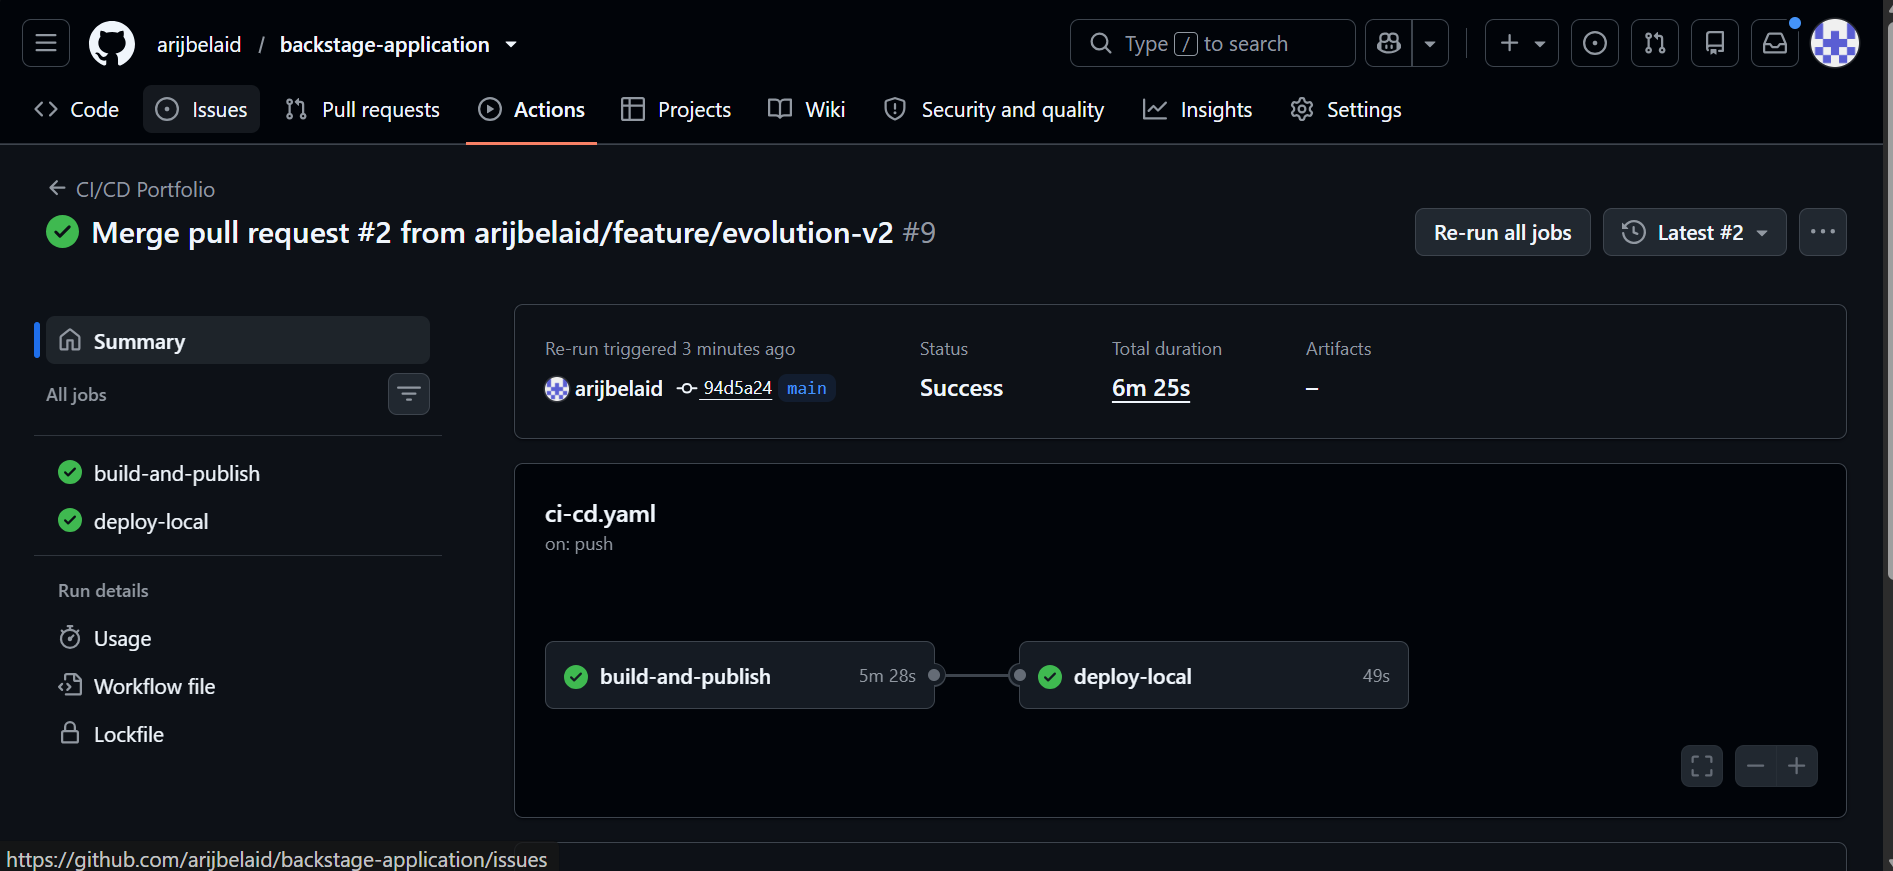 arijbelaid / backstage-application
Type / to search
Code
Issues
Pull requests
Actions
Projects
Wiki
Security and quality
Insights
Settings
CI/CD Portfolio
Merge pull request #2 from arijbelaid/feature/evolution-v2 #9
Re-run all jobs
Latest #2
Summary
All jobs
build-and-publish
deploy-local
Run details
Usage
Workflow file
Lockfile
Re-run triggered 3 minutes ago
arijbelaid 94d5a24 main
Status
Success
Total duration
6m 25s
Artifacts
–
ci-cd.yaml
on: push
build-and-publish 5m 28s
deploy-local 49s
https://github.com/arijbelaid/backstage-application/issues